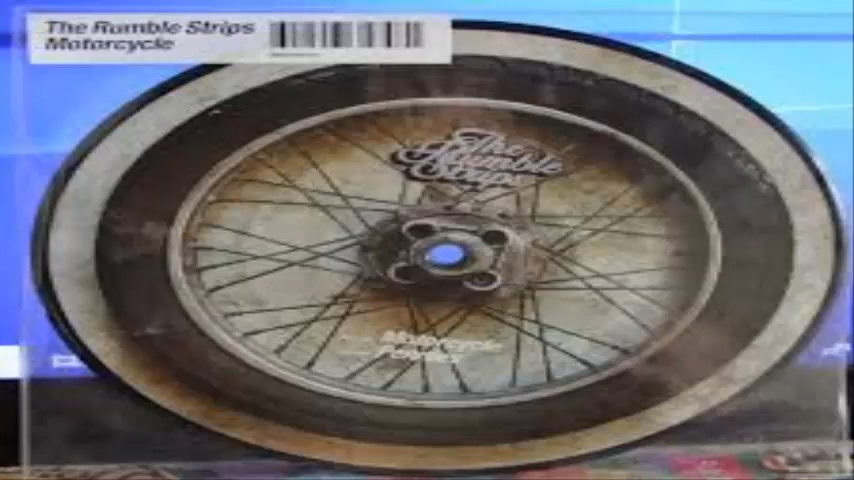 The Rumble Strips
Motorcycle
The
Rumble
Strips
Motorcycle